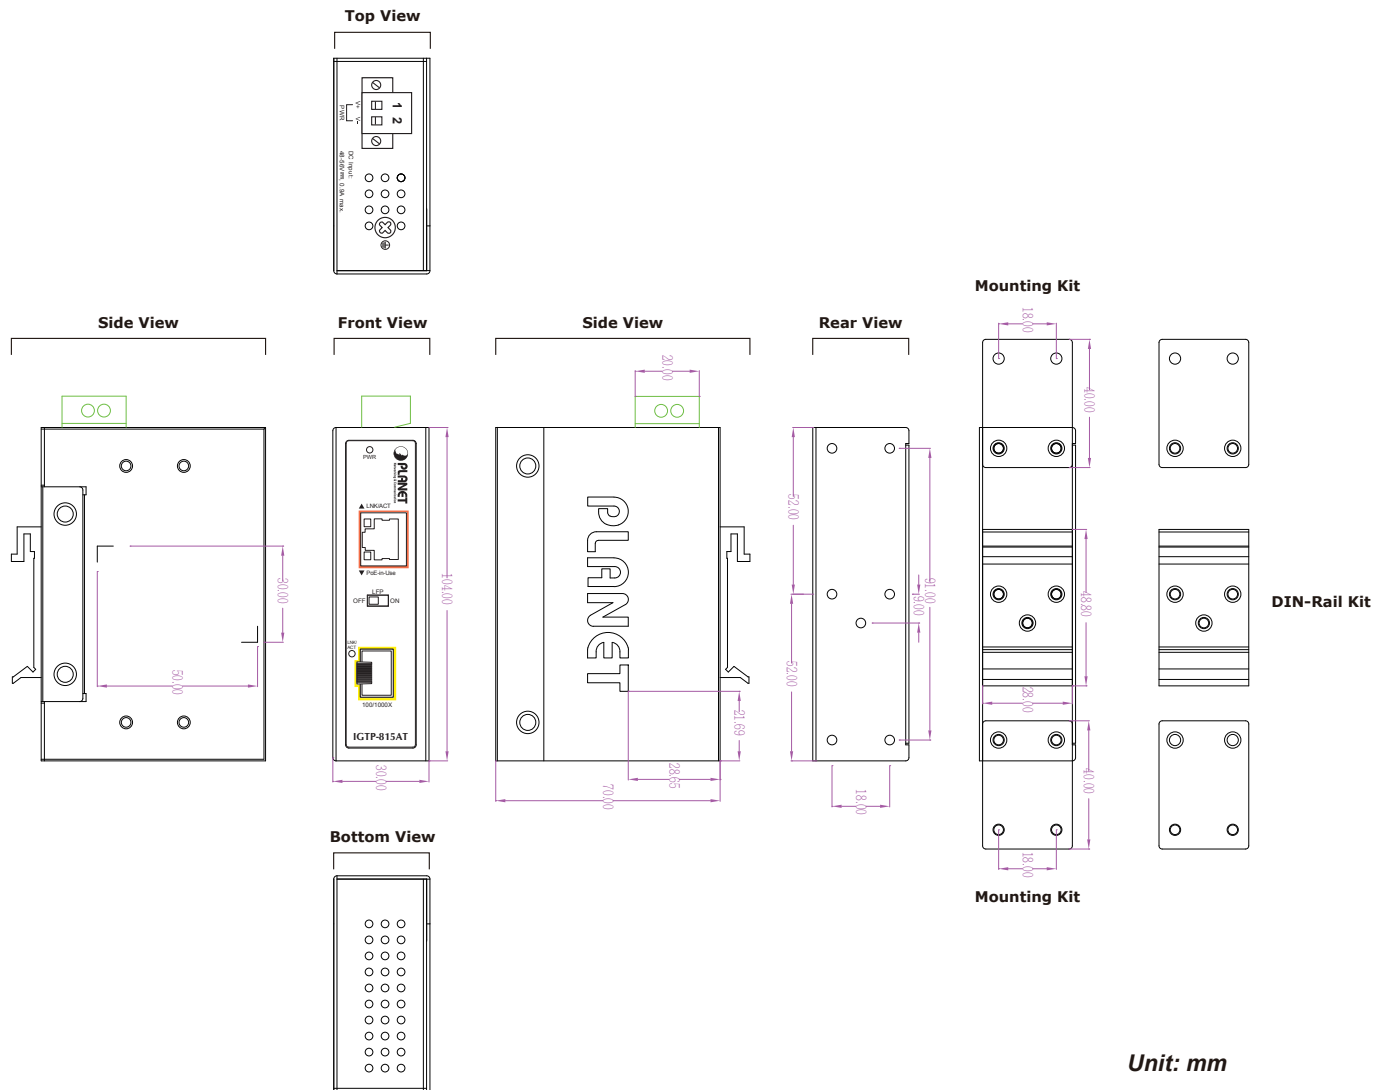 Top View
1
2
V+
V-
PWR
DC Input:
Mounting Kit
Side View
Front View
Side View
Rear View
18.00
20.00
40.00
PWR
PLANET
LNK/ACT
PoE-in-Use
LFP
OFF
ON
LNK/
ACT
100/1000X
IGTP-815AT
104.00
30.00
30.00
50.00
PLANET
21.69
28.65
70.00
52.00
52.00
91.00
9.00
18.00
48.80
28.00
40.00
18.00
DIN-Rail Kit
Bottom View
Mounting Kit
Unit: mm